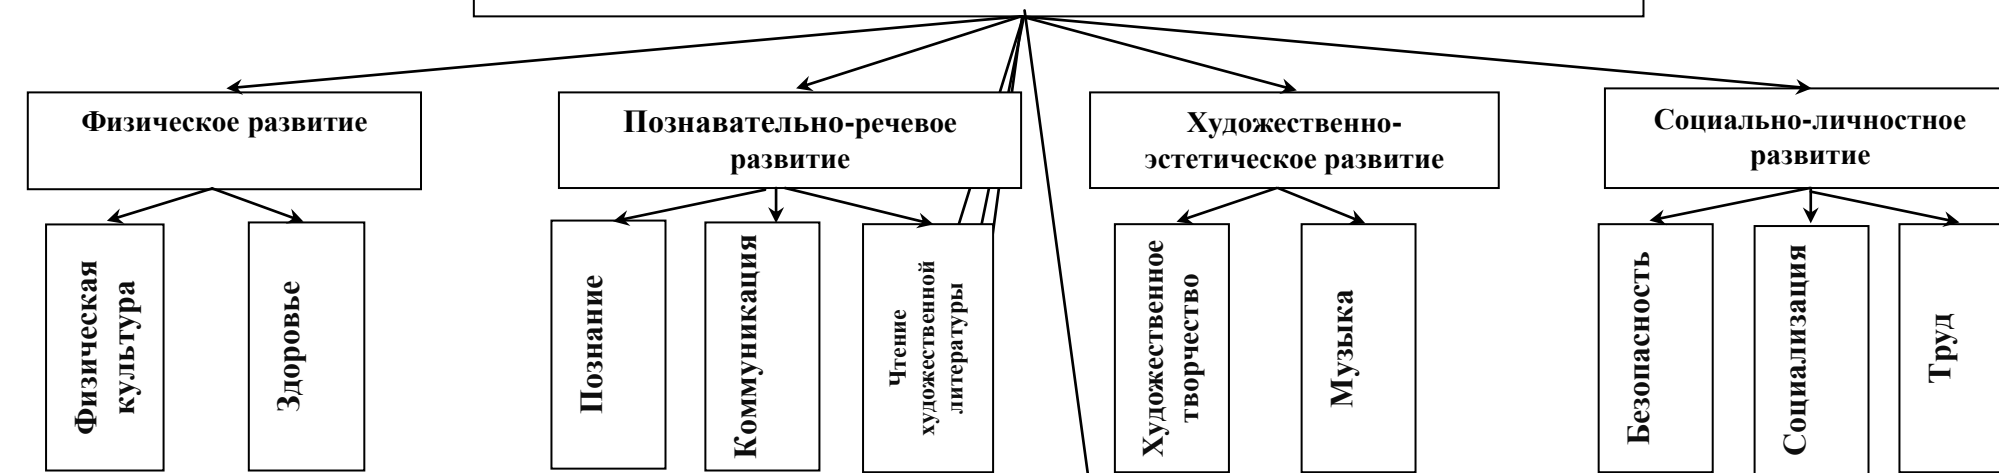 Физическое развитие
Познавательно-речевое
развитие
Художественно-
эстетическое развитие
Социально-личностное
развитие
Физическая
культура
Здоровье
Познание
Коммуникация
Чтение
художественной
литературы
Художественное
творчество
Музыка
Безопасность
Социализация
Труд